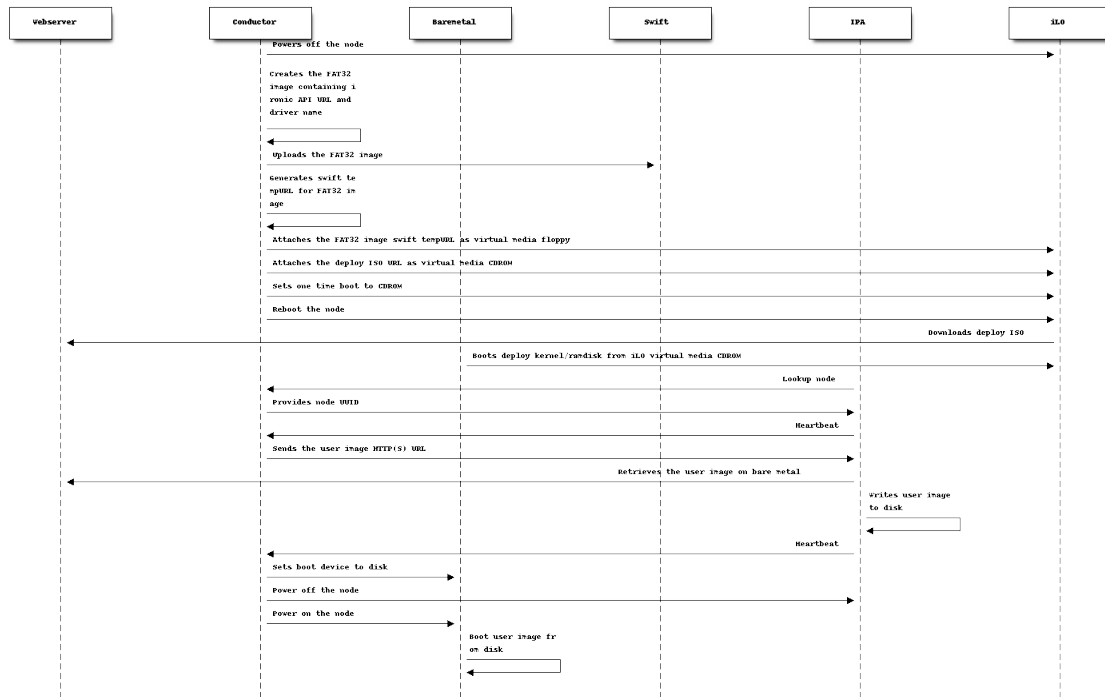 Webserver
Conductor
Baremetal
Swift
IPA
iLO
Powers off the node
Creates the FAT32
image containing i
ronic API URL and
driver name
Uploads the FAT32 image
Generates swift te
mpURL for FAT32 im
age
Attaches the FAT32 image swift tempURL as virtual media floppy
Attaches the deploy ISO URL as virtual media CDROM
Sets one time boot to CDROM
Reboot the node
Downloads deploy ISO
Boots deploy kernel/ramdisk from iLO virtual media CDROM
Lookup node
Provides node UUID
Heartbeat
Sends the user image HTTP(S) URL
Retrieves the user image on bare metal
Writes user image
to disk
Heartbeat
Sets boot device to disk
Power off the node
Power on the node
Boot user image fr
om disk